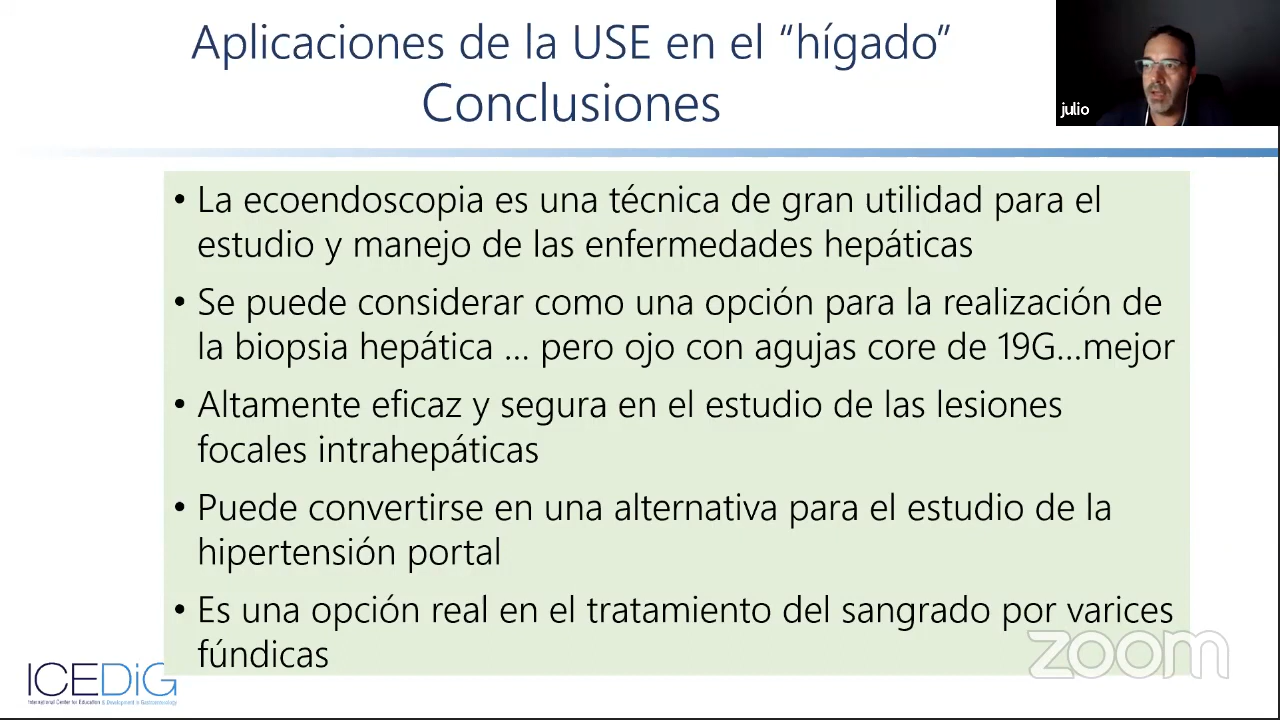 Aplicaciones de la USE en el “hígado”
Conclusiones
julio
• La ecoendoscopia es una técnica de gran utilidad para el
estudio y manejo de las enfermedades hepáticas
• Se puede considerar como una opción para la realización de
la biopsia hepática ... pero ojo con agujas core de 19G...mejor
• Altamente eficaz y segura en el estudio de las lesiones
focales intrahepáticas
• Puede convertirse en una alternativa para el estudio de la
hipertensión portal
• Es una opción real en el tratamiento del sangrado por varices
fúndicas
zoom
ICEDiG
International Center for Education & Development in Gastroenterology